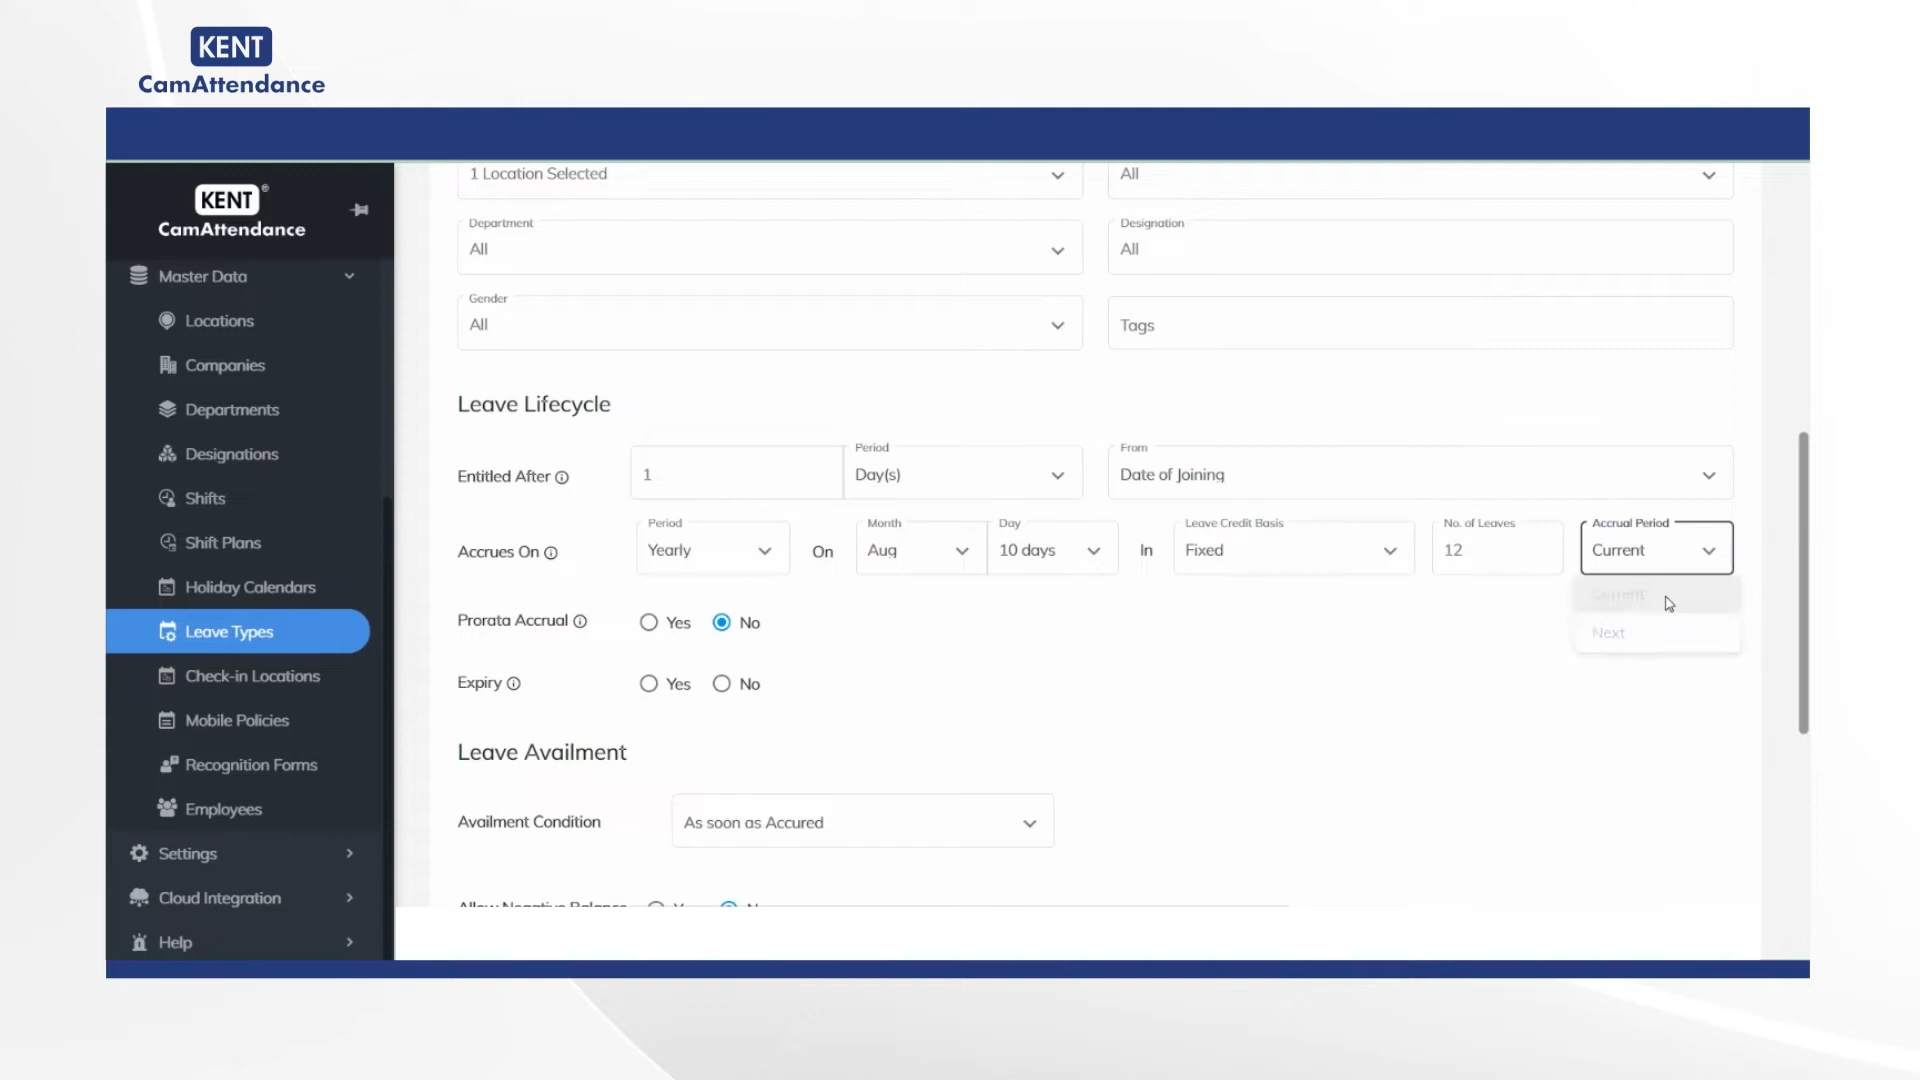 KENT
CamAttendance
KENT®
CamAttendance
Master Data
Locations
Companies
Departments
Designations
Shifts
Shift Plans
Holiday Calendars
Leave Types
Check-in Locations
Mobile Policies
Recognition Forms
Employees
Settings
Cloud Integration
Help
1 Location Selected
All
Department
All
Designation
All
Gender
All
Tags
Leave Lifecycle
Entitled After
1
Period
Day(s)
From
Date of Joining
Accrues On
Period
Yearly
On
Month
Aug
Day
10 days
In
Leave Credit Basis
Fixed
No. of Leaves
12
Accrual Period
Current
Current
Next
Prorata Accrual
Yes
No
Expiry
Yes
No
Leave Availment
Availment Condition
As soon as Accured
Allow Negative Balance